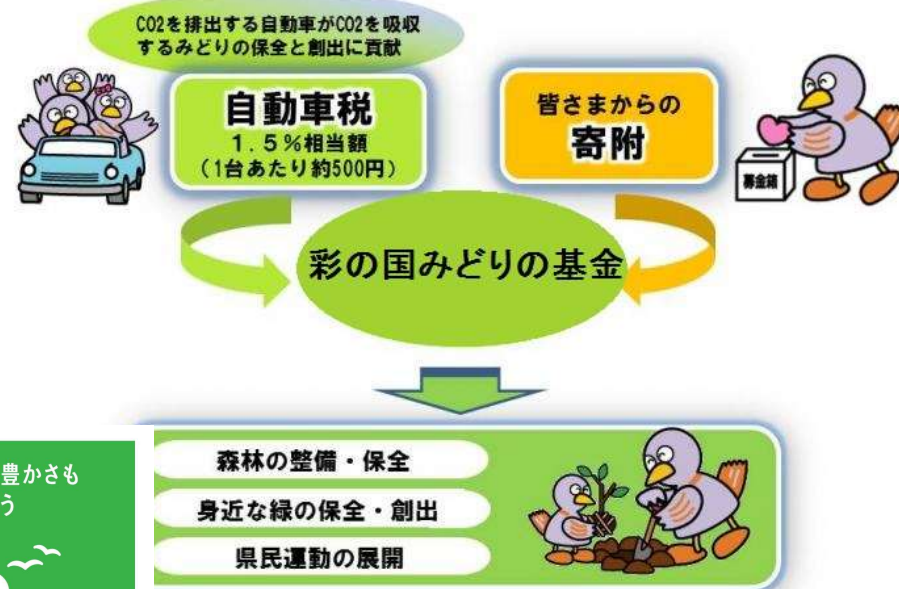 CO2を排出する自動車がCO2を吸収
するみどりの保全と創出に貢献
自動車税
1.5%相当額
(1台あたり約500円)
皆さまからの
寄附
募金箱
彩の国みどりの基金
豊かさも
う
森林の整備・保全
身近な緑の保全・創出
県民運動の展開